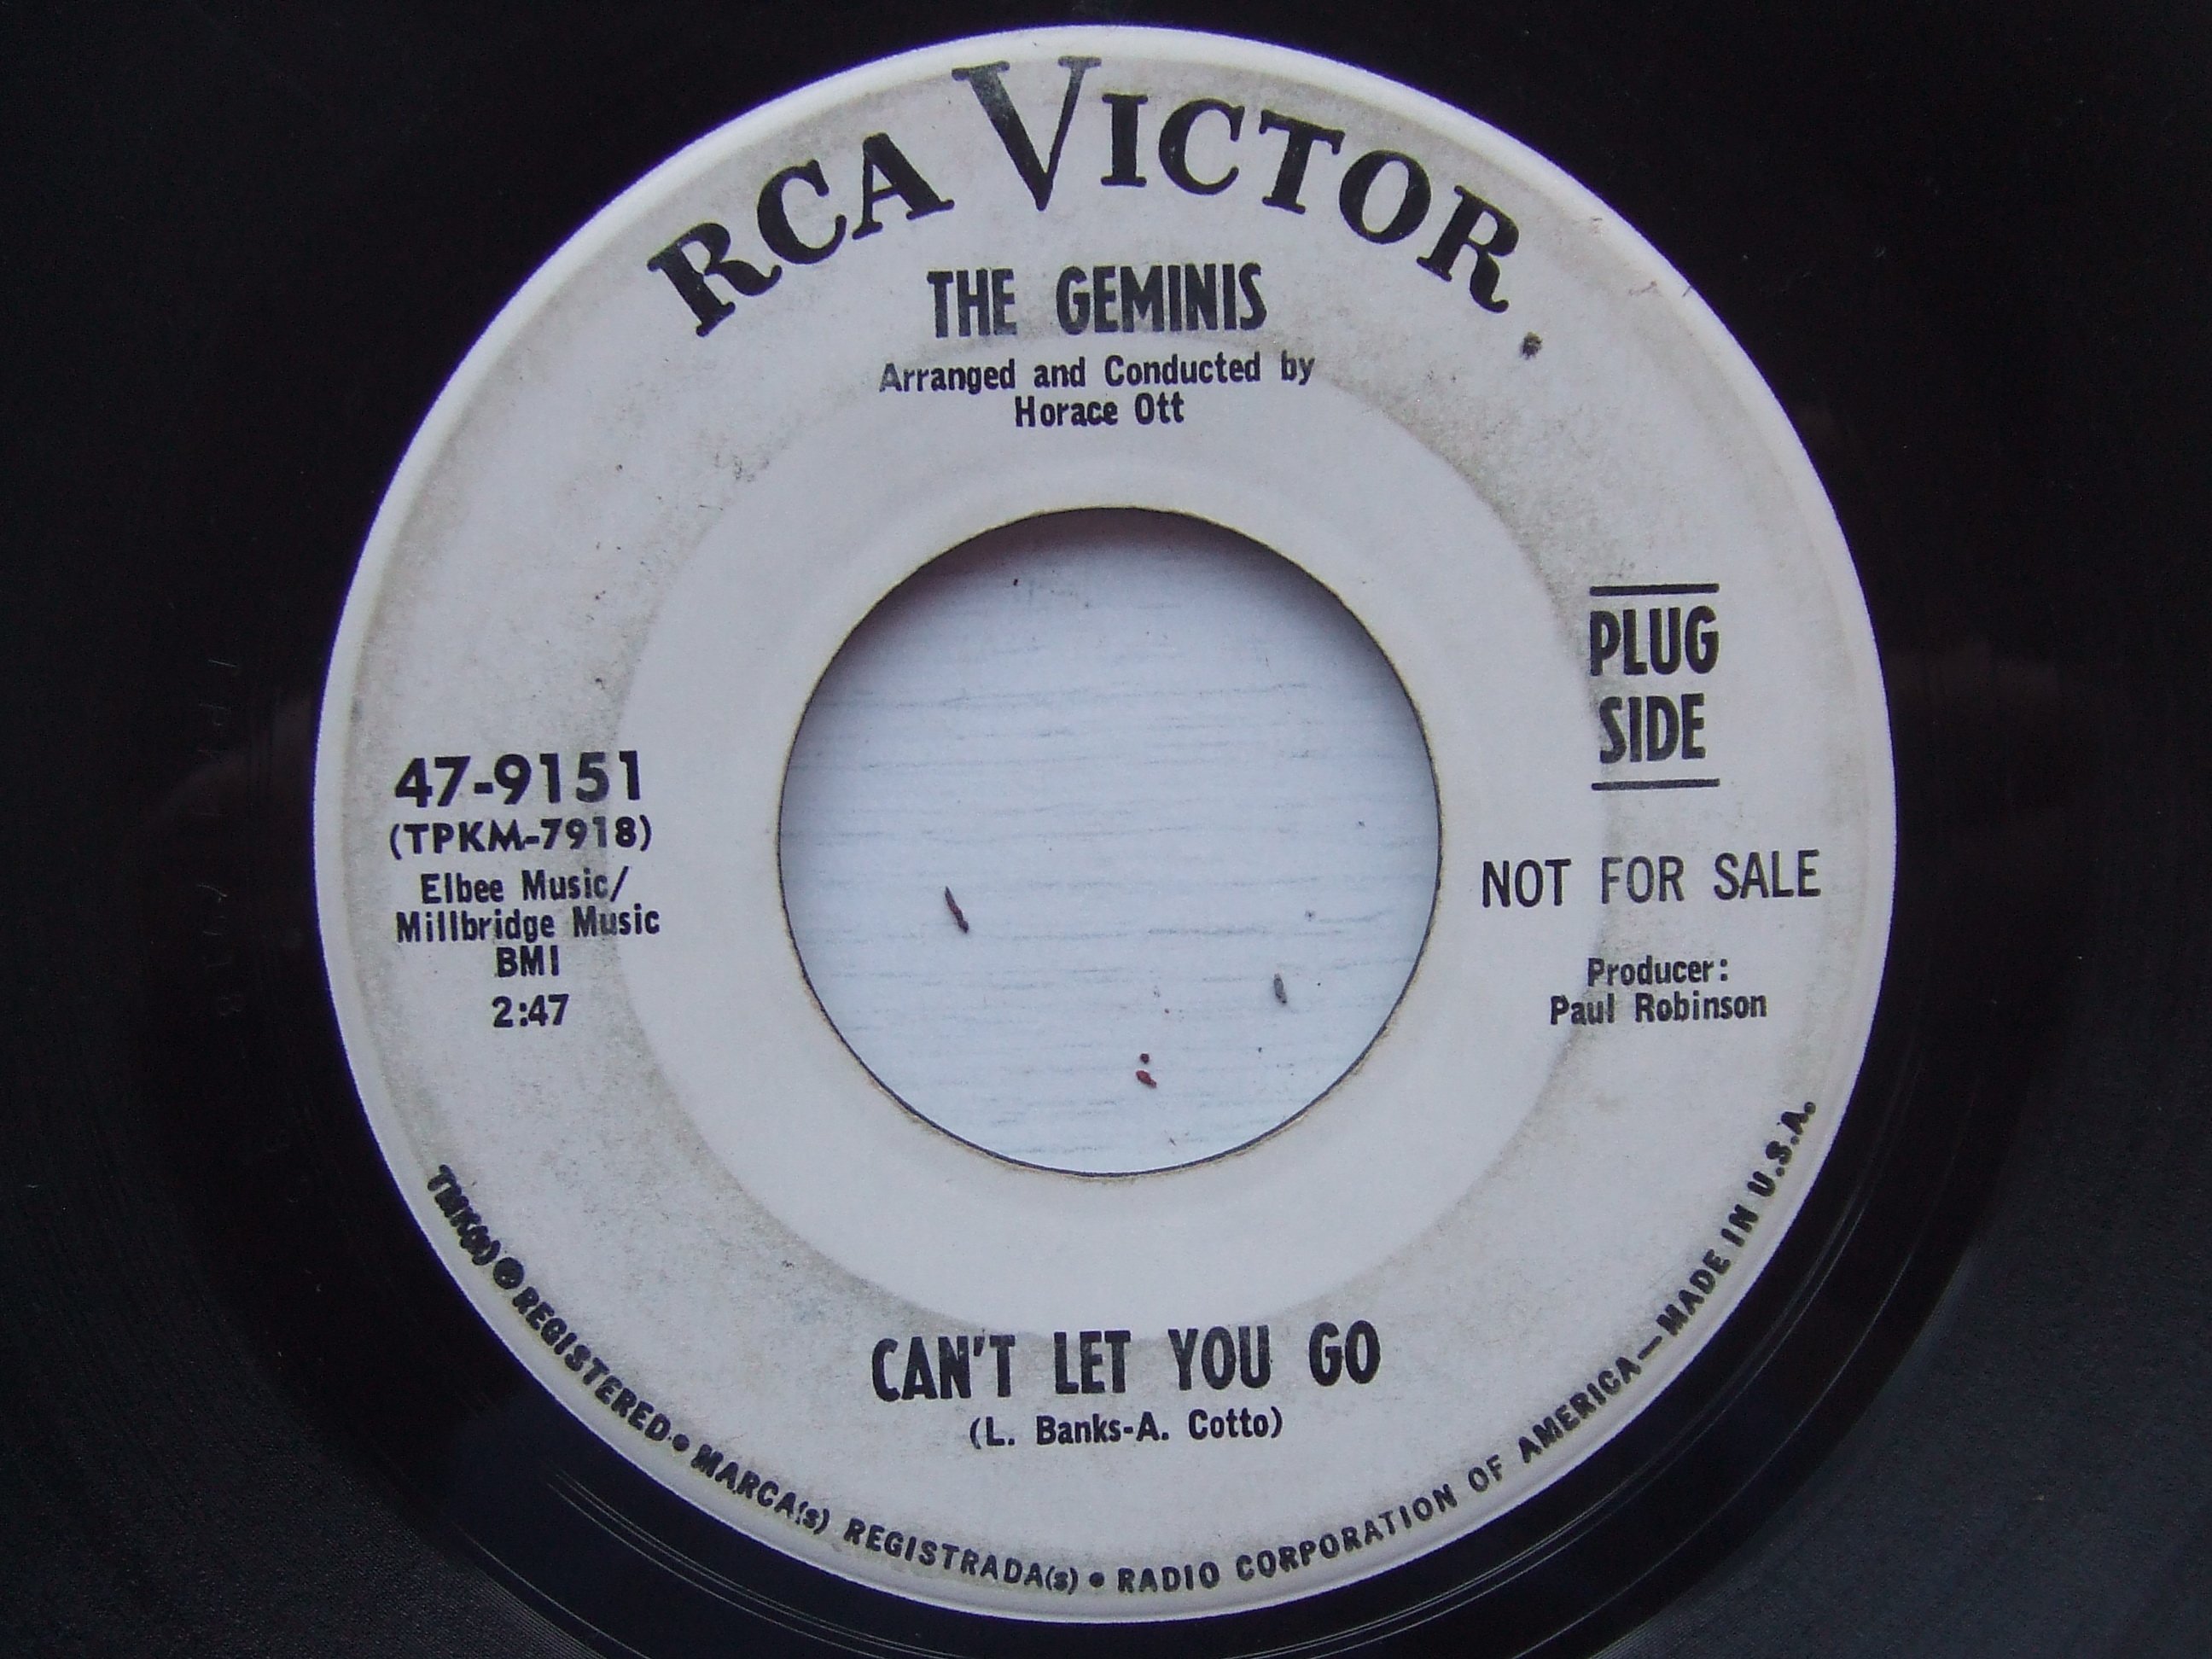 RCA VICTOR
THE GEMINIS
Arranged and Conducted by
Horace Ott
PLUG
SIDE
47-9151
(TPKM-7918)
Elbee Music/
Millbridge Music
BMI
2:47
NOT FOR SALE
Producer:
Paul Robinson
CAN'T LET YOU GO
(L. Banks-A. Cotto)
TMK(s) ® REGISTERED • MARCA(s) REGISTRADA(s) • RADIO CORPORATION OF AMERICA—MADE IN U.S.A.